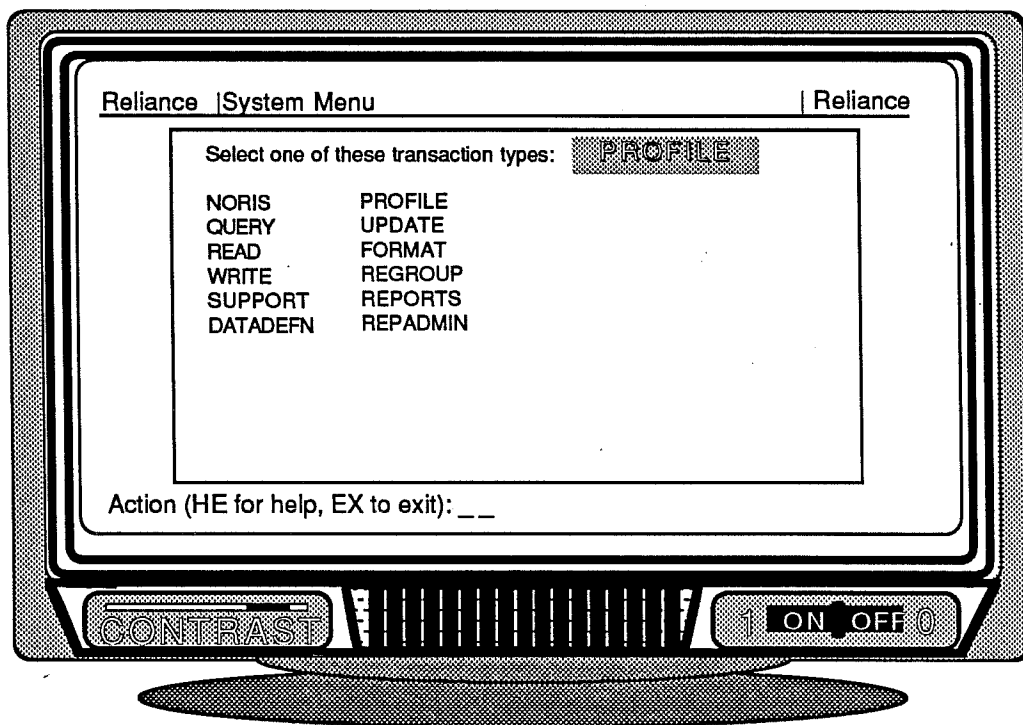 Reliance |System Menu | Reliance
Select one of these transaction types: PROFILE
NORIS PROFILE
QUERY UPDATE
READ FORMAT
WRITE REGROUP
SUPPORT REPORTS
DATADEFN REPADMIN
Action (HE for help, EX to exit): _ _
CONTRAST 1 ON OFF 0